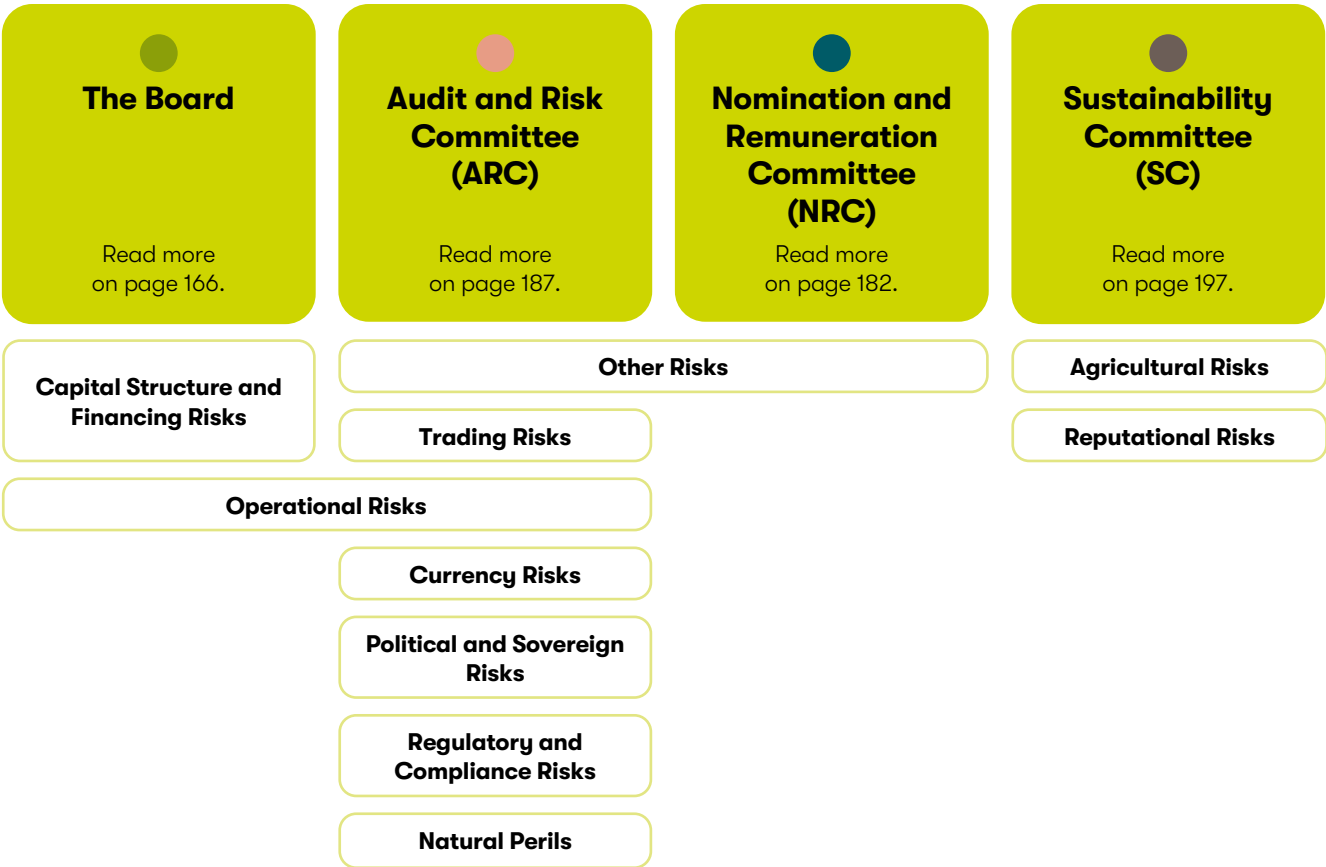 The Board
Read more
on page 166.
Audit and Risk
Committee
(ARC)
Read more
on page 187.
Nomination and
Remuneration
Committee
(NRC)
Read more
on page 182.
Sustainability
Committee
(SC)
Read more
on page 197.
Capital Structure and
Financing Risks
Other Risks
Agricultural Risks
Trading Risks
Reputational Risks
Operational Risks
Currency Risks
Political and Sovereign
Risks
Regulatory and
Compliance Risks
Natural Perils